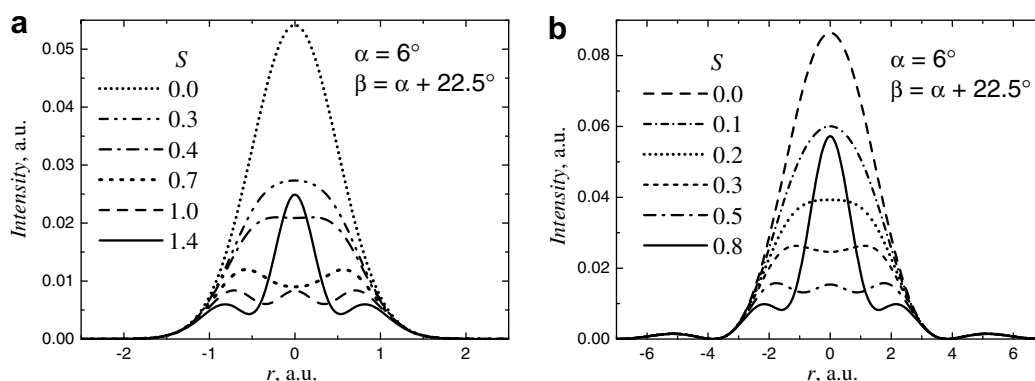 a
S
0.0
0.3
0.4
0.7
1.0
1.4
α = 6°
β = α + 22.5°
0.05
0.04
0.03
0.02
0.01
0.00
Intensity, a.u.
-2
-1
0
1
2
r, a.u.
b
S
0.0
0.1
0.2
0.3
0.5
0.8
α = 6°
β = α + 22.5°
0.08
0.06
0.04
0.02
0.00
Intensity, a.u.
-6
-4
-2
0
2
4
6
r, a.u.